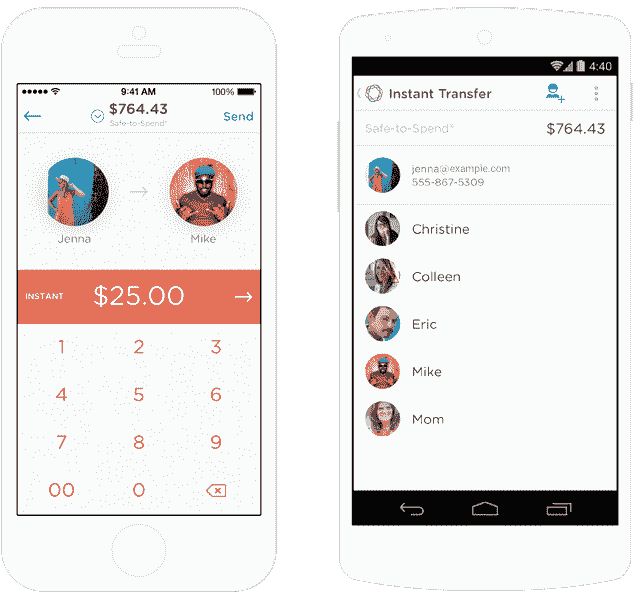 9:41 AM 100%
$764.43
Safe-to-Spend®
Send
Jenna Mike
INSTANT $25.00
1 2 3
4 5 6
7 8 9
00 0
4:40
Instant Transfer
Safe-to-Spend® $764.43
jenna@example.com
555-867-5309
Christine
Colleen
Eric
Mike
Mom